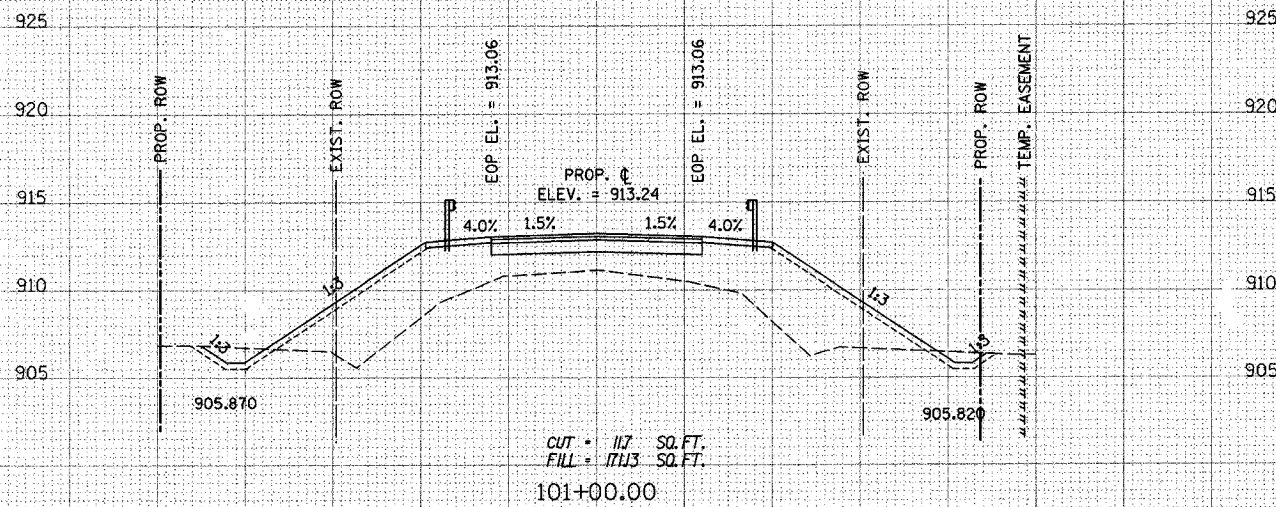 925 925
920 920
915 915
910 910
905 905
PROP. ROW
EXIST. ROW
EOP EL. = 913.06
EOP EL. = 913.06
EXIST. ROW
PROP. ROW
TEMP. EASEMENT
PROP. ℄
ELEV. = 913.24
4.0% 1.5% 1.5% 4.0%
1:3 1:3
1:3 1:3
905.870 905.820
CUT = SQ.FT.
FILL = SQ.FT.
101+00.00